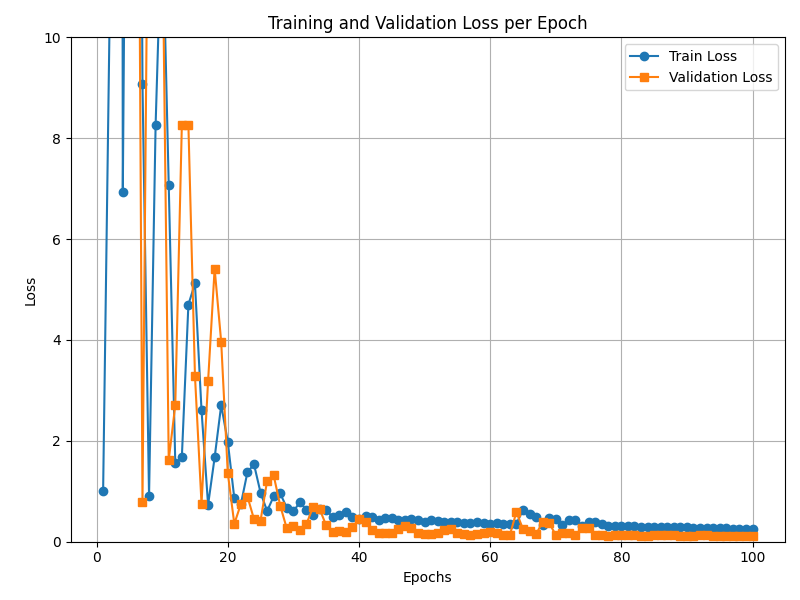 Training and Validation Loss per Epoch
Train Loss
Validation Loss
Loss
10
8
6
4
2
0
0 20 40 60 80 100
Epochs